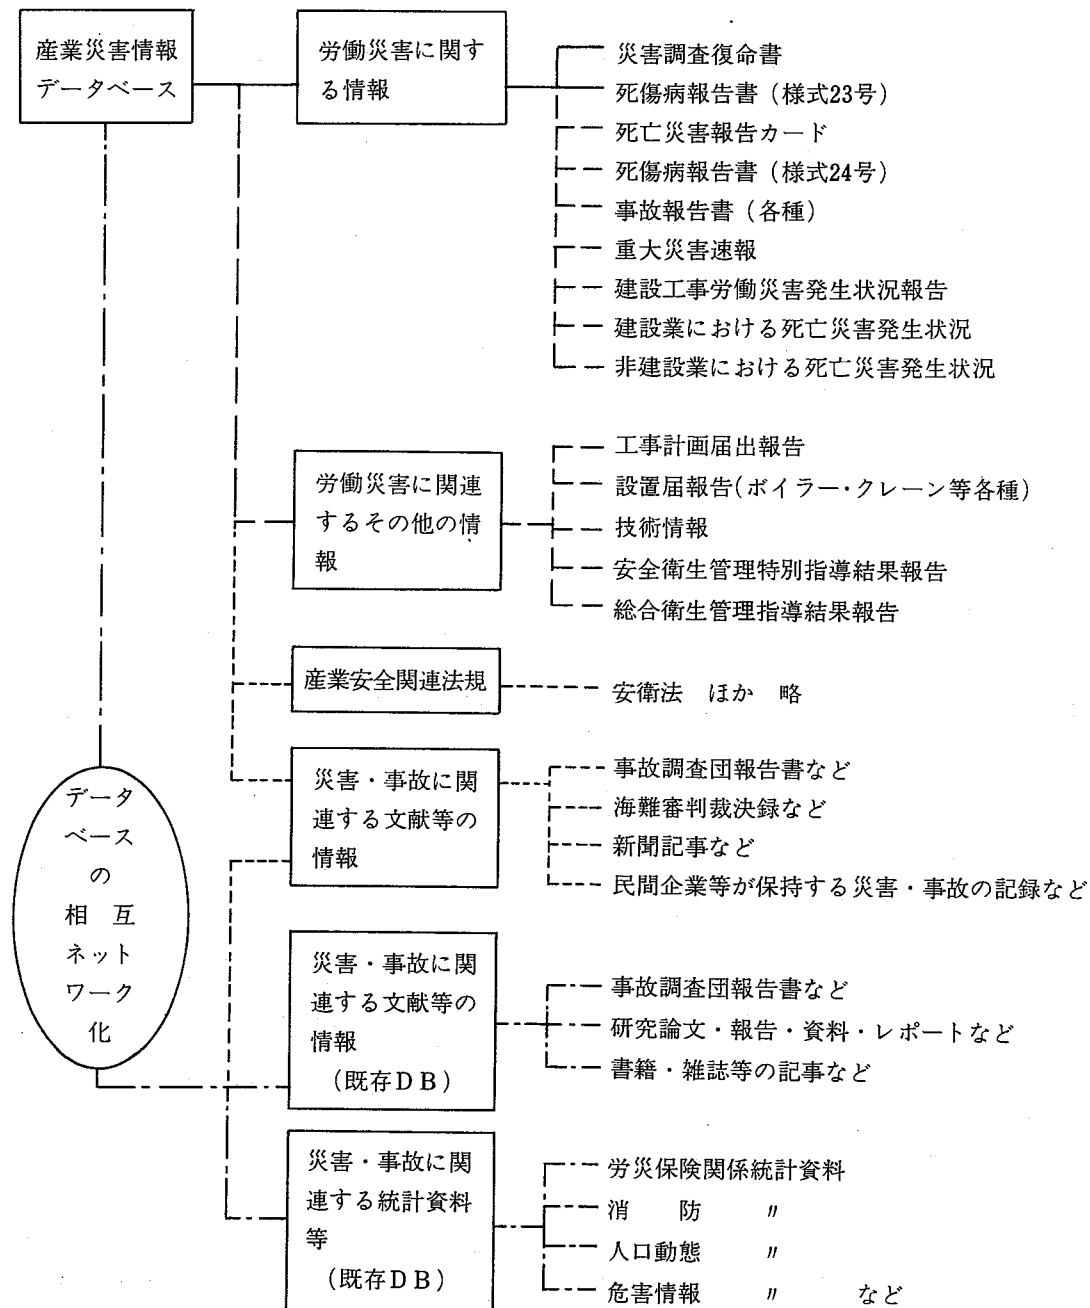 産業災害情報
データベース
労働災害に関す
る情報
災害調査復命書
死傷病報告書(様式23号)
死亡災害報告カード
死傷病報告書(様式24号)
事故報告書(各種)
重大災害速報
建設工事労働災害発生状況報告
建設業における死亡災害発生状況
非建設業における死亡災害発生状況
労働災害に関連
するその他の情
報
工事計画届出報告
設置届報告(ボイラー・クレーン等各種)
技術情報
安全衛生管理特別指導結果報告
総合衛生管理指導結果報告
産業安全関連法規
安衛法 ほか 略
災害・事故に関
連する文献等の
情報
事故調査団報告書など
海難審判裁決録など
新聞記事など
民間企業等が保持する災害・事故の記録など
データ
ベース
の
相 互
ネット
ワーク
化
災害・事故に関
連する文献等の
情報
(既存DB)
事故調査団報告書など
研究論文・報告・資料・レポートなど
書籍・雑誌等の記事など
災害・事故に関
連する統計資料
等
(既存DB)
労災保険関係統計資料
消 防 〃
人口動態 〃
危害情報 〃 など